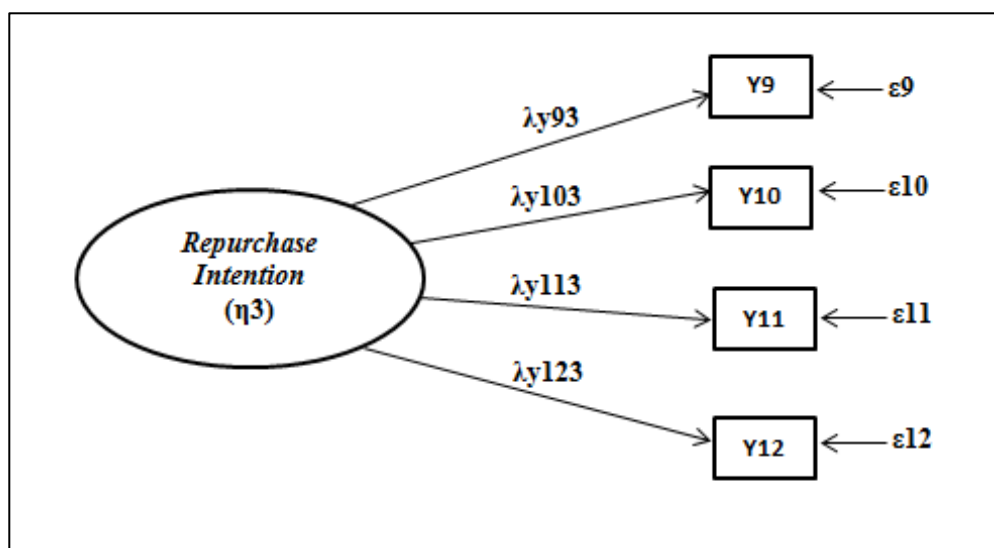 Y9
ε9
λy93
Y10
ε10
λy103
Repurchase
Intention
(η3)
λy113
Y11
ε11
λy123
Y12
ε12